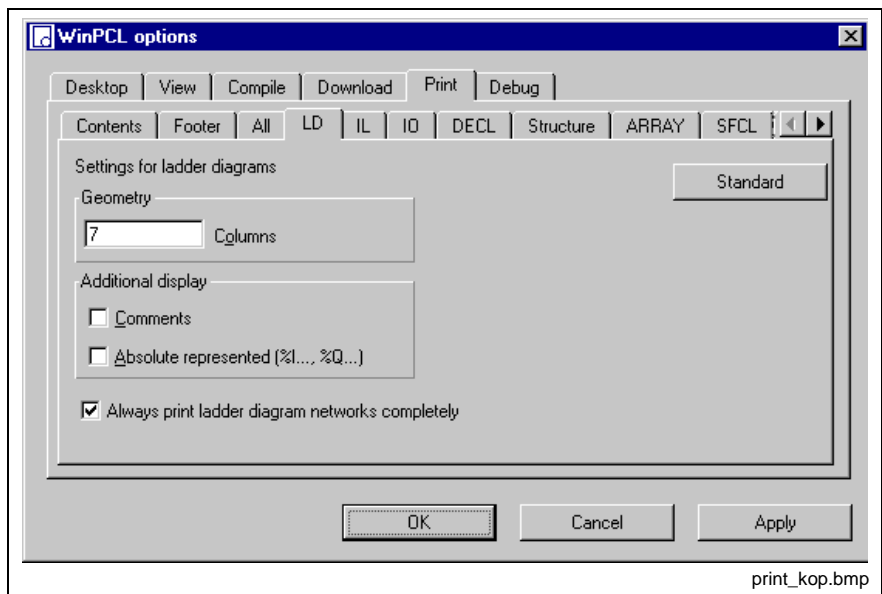 WinPCL options
Desktop View Compile Download Print Debug
Contents Footer All LD IL IO DECL Structure ARRAY SFCL
Settings for ladder diagrams
Standard
Geometry
7 Columns
Additional display
Comments
Absolute represented (%I..., %Q...)
Always print ladder diagram networks completely
OK Cancel Apply
print_kop.bmp